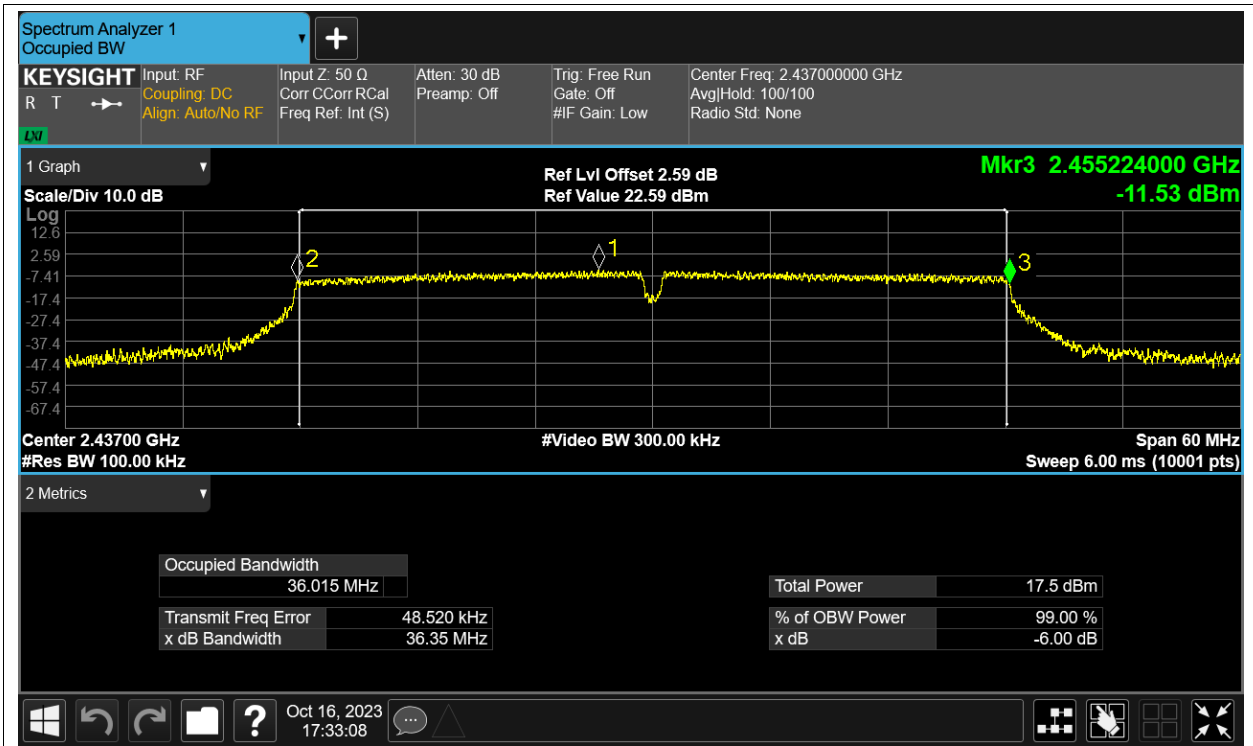 Spectrum Analyzer 1
Occupied BW
KEYSIGHT
R T
LXI
Input: RF
Coupling: DC
Align: Auto/No RF
Input Z: 50 Ω
Corr CCorr RCal
Freq Ref: Int (S)
Atten: 30 dB
Preamp: Off
Trig: Free Run
Gate: Off
#IF Gain: Low
Center Freq: 2.437000000 GHz
Avg|Hold: 100/100
Radio Std: None
1 Graph
Scale/Div 10.0 dB
Ref Lvl Offset 2.59 dB
Ref Value 22.59 dBm
Mkr3 2.455224000 GHz
-11.53 dBm
Log
12.6
2.59
-7.41
-17.4
-27.4
-37.4
-47.4
-57.4
-67.4
2
1
3
Center 2.43700 GHz
#Video BW 300.00 kHz
Span 60 MHz
#Res BW 100.00 kHz
Sweep 6.00 ms (10001 pts)
2 Metrics
Occupied Bandwidth
36.015 MHz
Transmit Freq Error 48.520 kHz
x dB Bandwidth 36.35 MHz
Total Power 17.5 dBm
% of OBW Power 99.00 %
x dB -6.00 dB
?
Oct 16, 2023
17:33:08